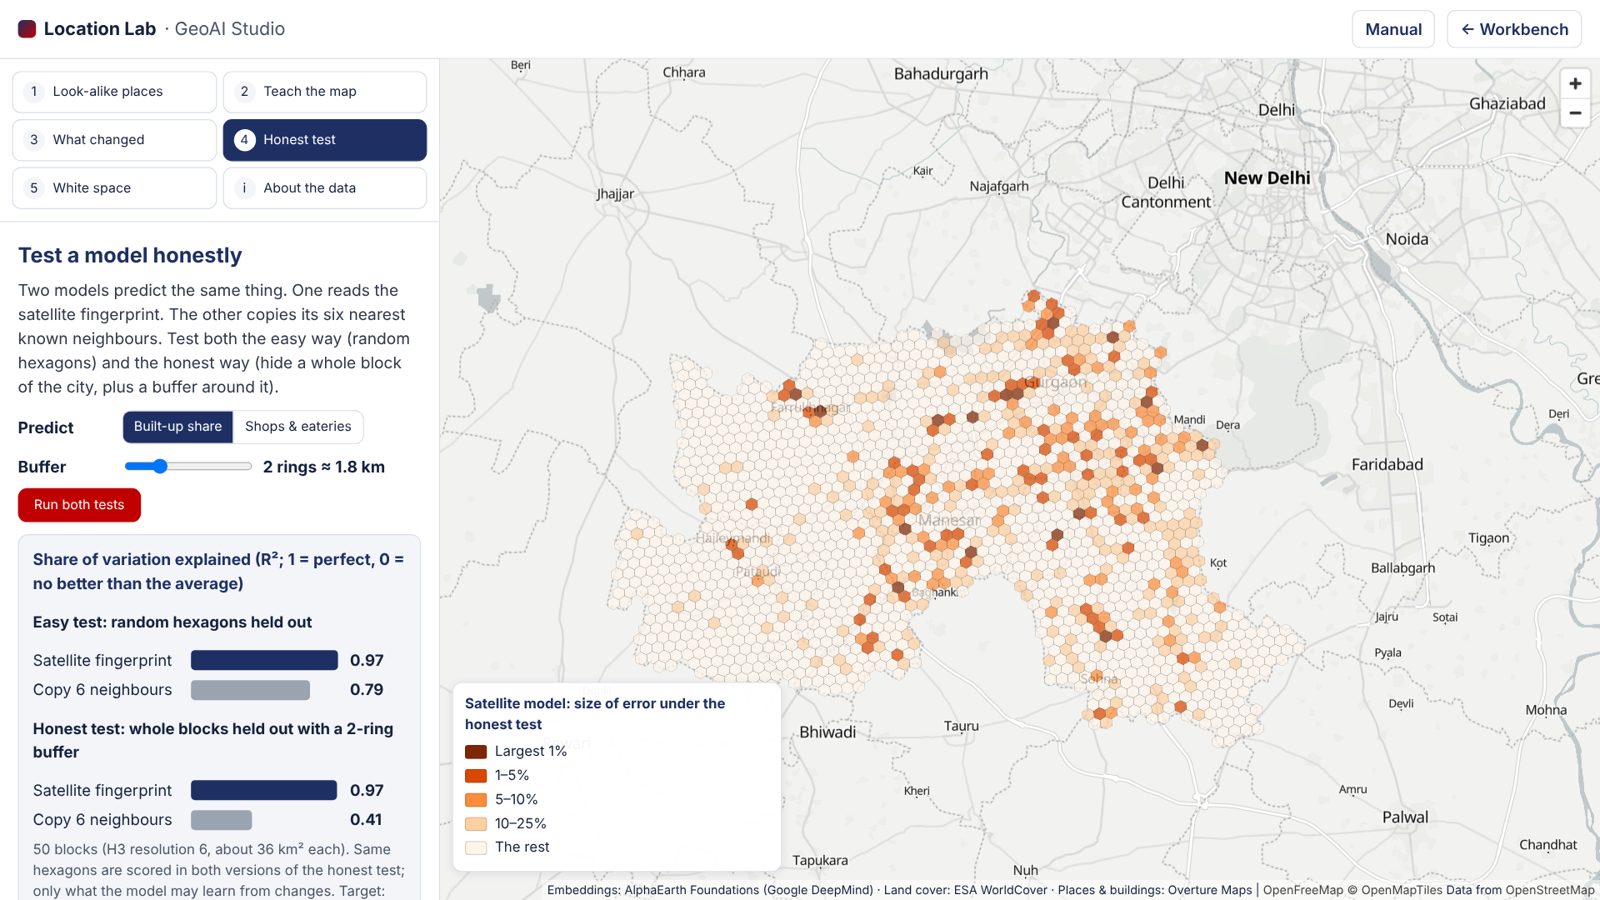 Location Lab · GeoAI Studio
Manual
← Workbench
1 Look-alike places
2 Teach the map
3 What changed
4 Honest test
5 White space
i About the data
Test a model honestly
Two models predict the same thing. One reads the
satellite fingerprint. The other copies its six nearest
known neighbours. Test both the easy way (random
hexagons) and the honest way (hide a whole block
of the city, plus a buffer around it).
Predict Built-up share Shops & eateries
Buffer 2 rings ≈ 1.8 km
Run both tests
Share of variation explained (R²; 1 = perfect, 0 =
no better than the average)
Easy test: random hexagons held out
Satellite fingerprint 0.97
Copy 6 neighbours 0.79
Honest test: whole blocks held out with a 2-ring
buffer
Satellite fingerprint 0.97
Copy 6 neighbours 0.41
50 blocks (H3 resolution 6, about 36 km² each). Same
hexagons are scored in both versions of the honest test;
only what the model may learn from changes. Target:
+
−
Beri
Chhara
Bahadurgarh
Delhi
Ghaziabad
Kair
Najafgarh
Jhajjar
Delhi
Cantonment
New Delhi
Noida
Gurgaon
Farrukhnagar
Mandi
Dera
Gre
Deri
Faridabad
Manesar
Haileymandi
Pataudi
Kot
Tigaon
Ballabgarh
Jajru
Sotai
Pyala
Sohna
Bhiwadi
Tauru
Devli
Mohna
Kheri
Amru
Palwal
Chandhat
Tapukara
Nuh
Satellite model: size of error under the
honest test
Largest 1%
1–5%
5–10%
10–25%
The rest
Embeddings: AlphaEarth Foundations (Google DeepMind) · Land cover: ESA WorldCover · Places & buildings: Overture Maps | OpenFreeMap © OpenMapTiles Data from OpenStreetMap